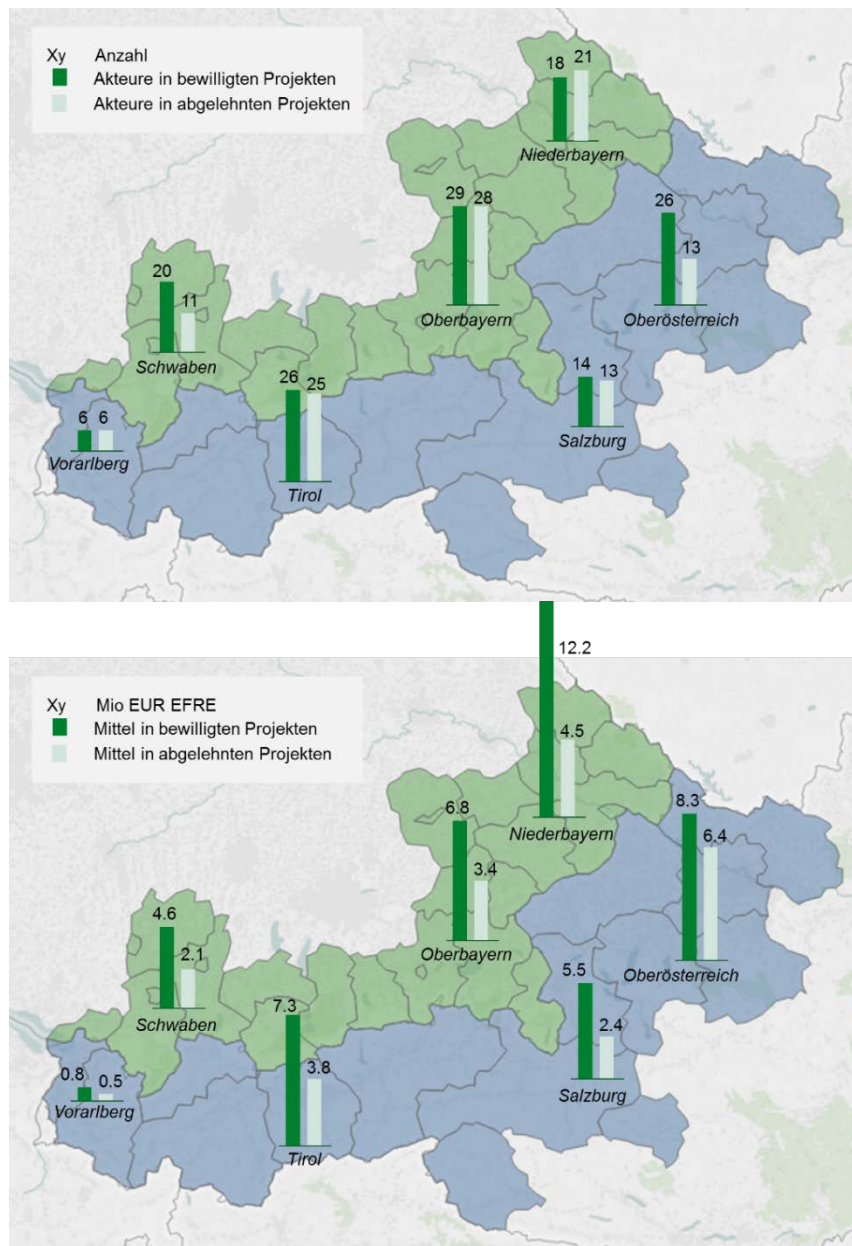 Xy Anzahl
Akteure in bewilligten Projekten
Akteure in abgelehnten Projekten
18 21
Niederbayern
29 28
Oberbayern
26
13
Oberösterreich
20
11
Schwaben
26 25
Tirol
14 13
Salzburg
6 6
Vorarlberg
12.2
Xy Mio EUR EFRE
Mittel in bewilligten Projekten
Mittel in abgelehnten Projekten
4.5
Niederbayern
6.8
3.4
Oberbayern
8.3
6.4
Oberösterreich
4.6
2.1
Schwaben
7.3
3.8
Tirol
5.5
2.4
Salzburg
0.8 0.5
Vorarlberg